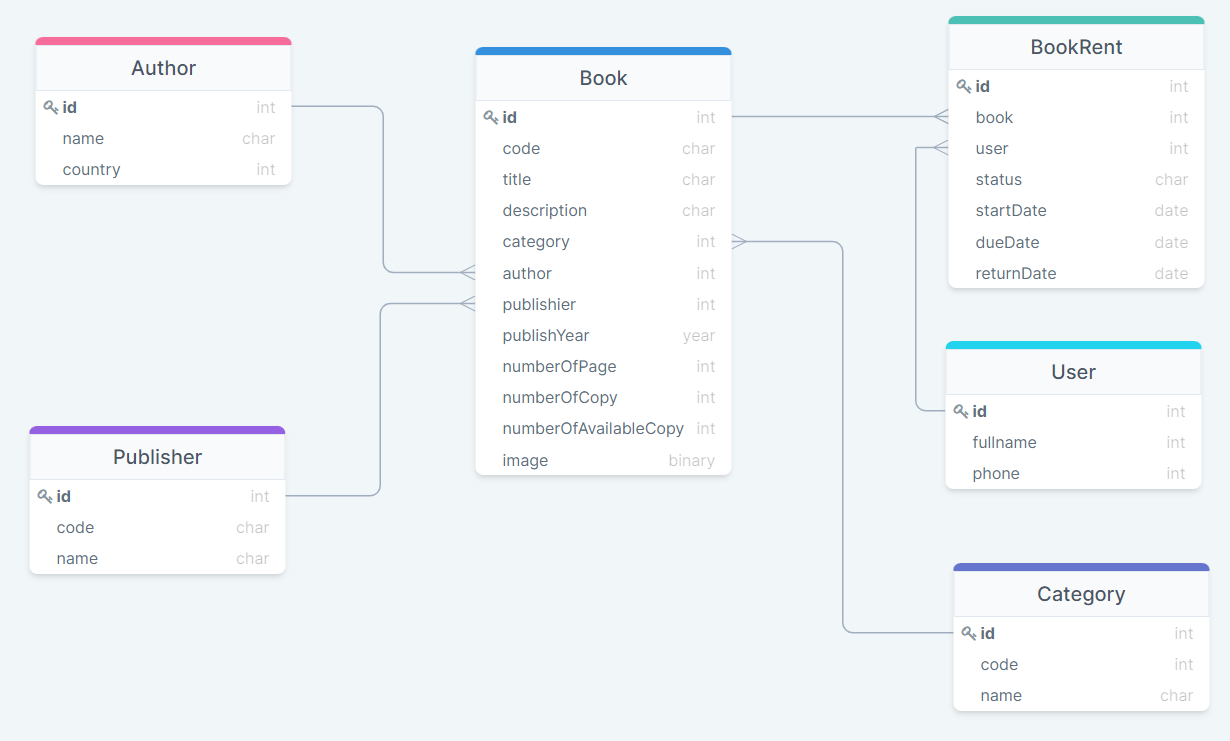 Author
id int
name char
country int
Publisher
id int
code char
name char
Book
id int
code char
title char
description char
category int
author int
publishier int
publishYear year
numberOfPage int
numberOfCopy int
numberOfAvailableCopy int
image binary
BookRent
id int
book int
user int
status char
startDate date
dueDate date
returnDate date
User
id int
fullname int
phone int
Category
id int
code int
name char